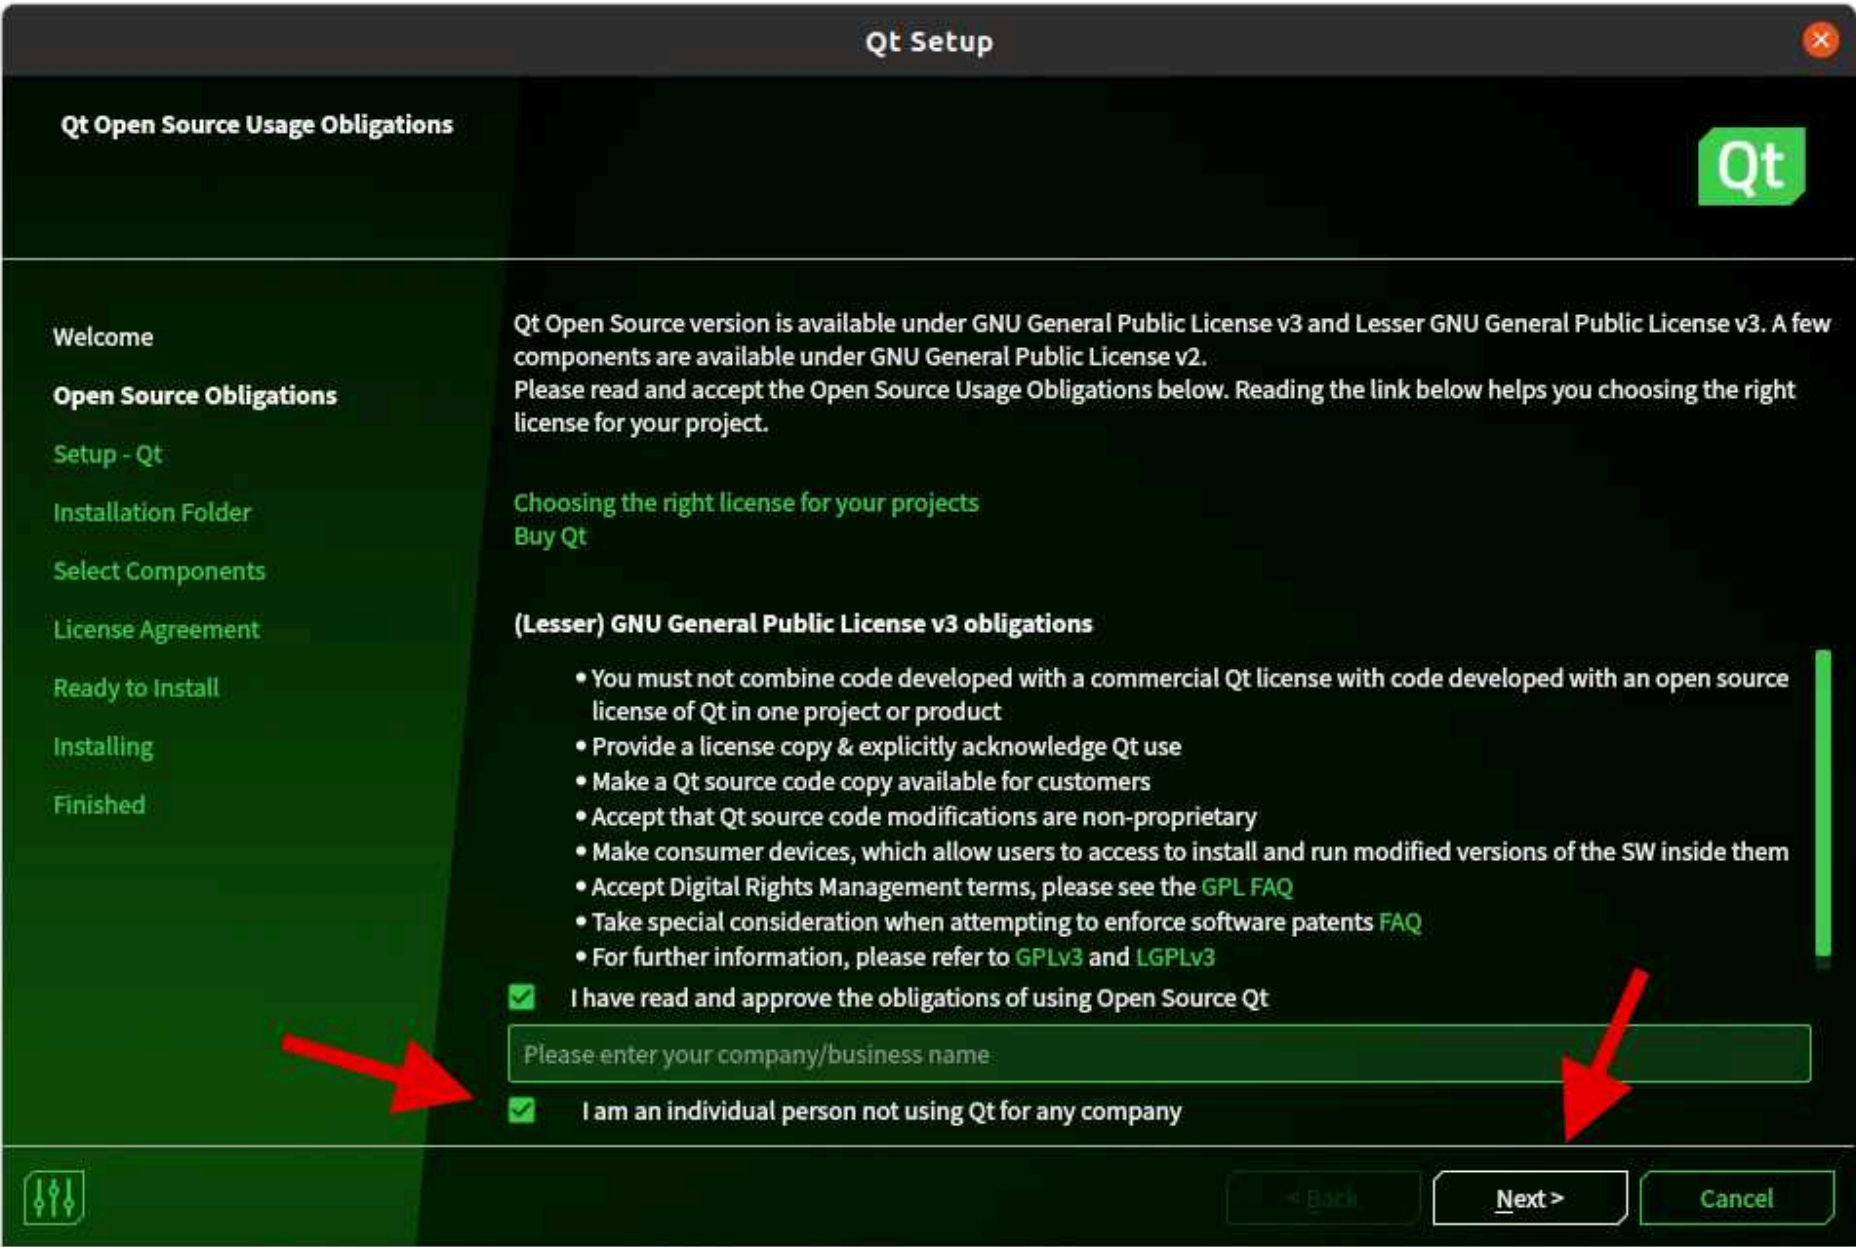 Qt Setup
Qt Open Source Usage Obligations
Qt
Welcome
Open Source Obligations
Setup - Qt
Installation Folder
Select Components
License Agreement
Ready to Install
Installing
Finished
Qt Open Source version is available under GNU General Public License v3 and Lesser GNU General Public License v3. A few
components are available under GNU General Public License v2.
Please read and accept the Open Source Usage Obligations below. Reading the link below helps you choosing the right
license for your project.
Choosing the right license for your projects
Buy Qt
(Lesser) GNU General Public License v3 obligations
• You must not combine code developed with a commercial Qt license with code developed with an open source
license of Qt in one project or product
• Provide a license copy & explicitly acknowledge Qt use
• Make a Qt source code copy available for customers
• Accept that Qt source code modifications are non-proprietary
• Make consumer devices, which allow users to access to install and run modified versions of the SW inside them
• Accept Digital Rights Management terms, please see the GPL FAQ
• Take special consideration when attempting to enforce software patents FAQ
• For further information, please refer to GPLv3 and LGPLv3
I have read and approve the obligations of using Open Source Qt
Please enter your company/business name
I am an individual person not using Qt for any company
< Back
Next >
Cancel